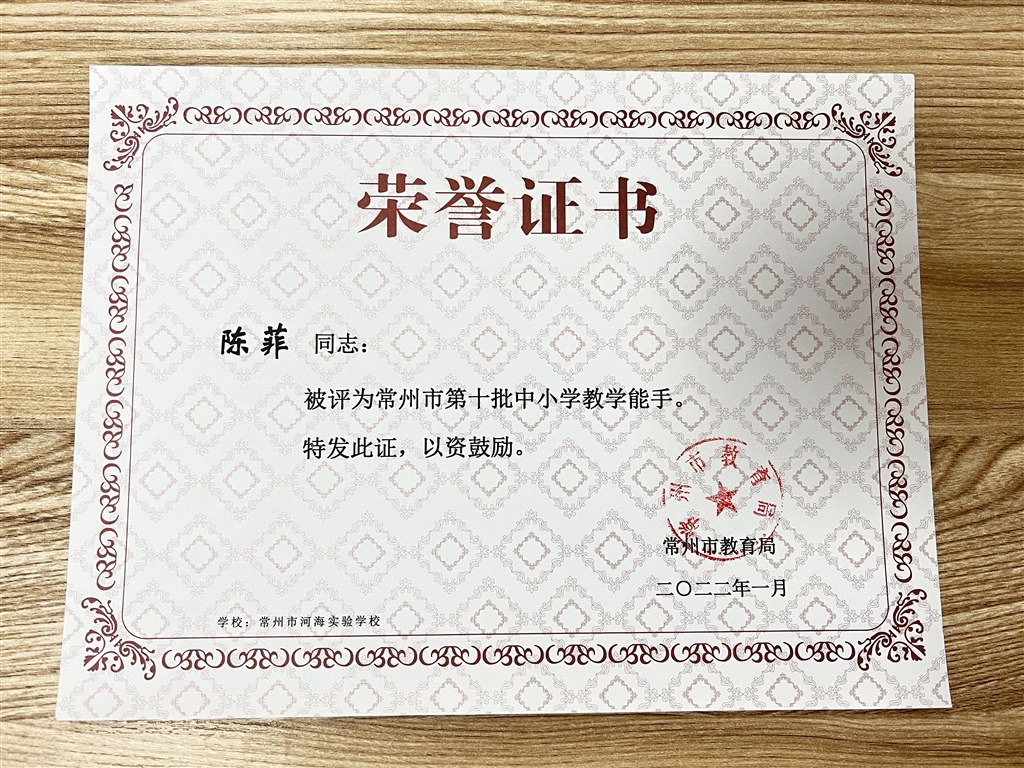 荣誉证书
陈菲 同志：
被评为常州市第十批中小学教学能手。
特发此证，以资鼓励。
常州市教育局
常州市教育局
二〇二二年一月
学校：常州市河海实验学校